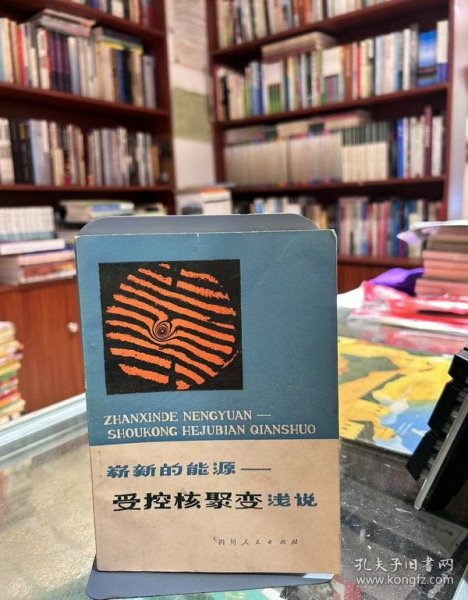 ZHANXINDE NENGYUAN —
SHOUKONG HEJUBIAN QIANSHUO
崭新的能源——
受控核聚变浅说
四川人民出版社
孔夫子旧书网
www.kongfz.com